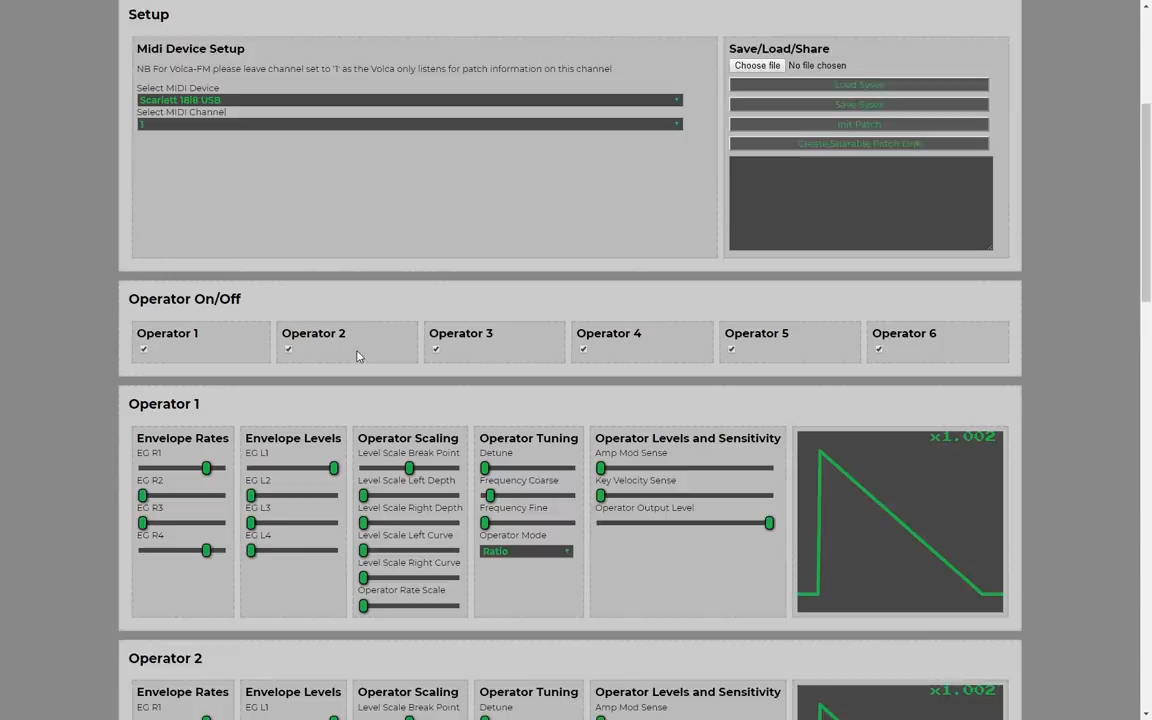 Setup
Midi Device Setup
NB For Volca-FM please leave channel set to '1' as the Volca only listens for patch information on this channel
Select MIDI Device
Scarlett 18i8 USB
Select MIDI Channel
1
Save/Load/Share
Choose file No file chosen
Load Sysex
Save Sysex
Init Patch
Create Sharable Patch Link
Operator On/Off
Operator 1
Operator 2
Operator 3
Operator 4
Operator 5
Operator 6
Operator 1
Envelope Rates
EG R1
EG R2
EG R3
EG R4
Envelope Levels
EG L1
EG L2
EG L3
EG L4
Operator Scaling
Level Scale Break Point
Level Scale Left Depth
Level Scale Right Depth
Level Scale Left Curve
Level Scale Right Curve
Operator Rate Scale
Operator Tuning
Detune
Frequency Coarse
Frequency Fine
Operator Mode
Ratio
Operator Levels and Sensitivity
Amp Mod Sense
Key Velocity Sense
Operator Output Level
x1.002
Operator 2
Envelope Rates
EG R1
Envelope Levels
EG L1
Operator Scaling
Level Scale Break Point
Operator Tuning
Detune
Operator Levels and Sensitivity
Amp Mod Sense
x1.002